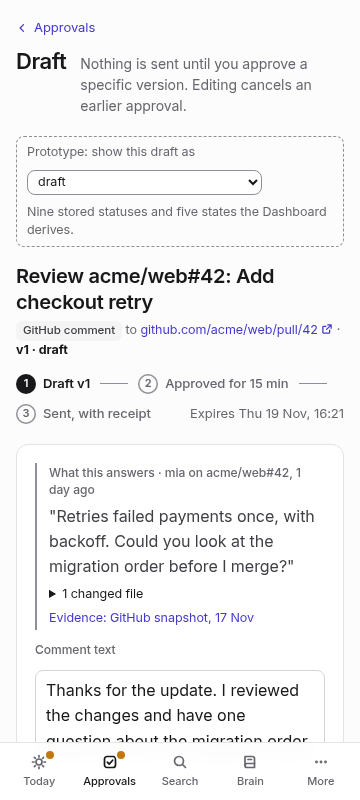 Approvals
Draft
Nothing is sent until you approve a
specific version. Editing cancels an
earlier approval.
Prototype: show this draft as
draft
Nine stored statuses and five states the Dashboard
derives.
Review acme/web#42: Add
checkout retry
GitHub comment to github.com/acme/web/pull/42 ·
v1 · draft
1 Draft v1
2 Approved for 15 min
3 Sent, with receipt
Expires Thu 19 Nov, 16:21
What this answers · mia on acme/web#42, 1
day ago
"Retries failed payments once, with
backoff. Could you look at the
migration order before I merge?"
1 changed file
Evidence: GitHub snapshot, 17 Nov
Comment text
Thanks for the update. I reviewed
the changes and have one
question about the migration order
Today
Approvals
Search
Brain
More